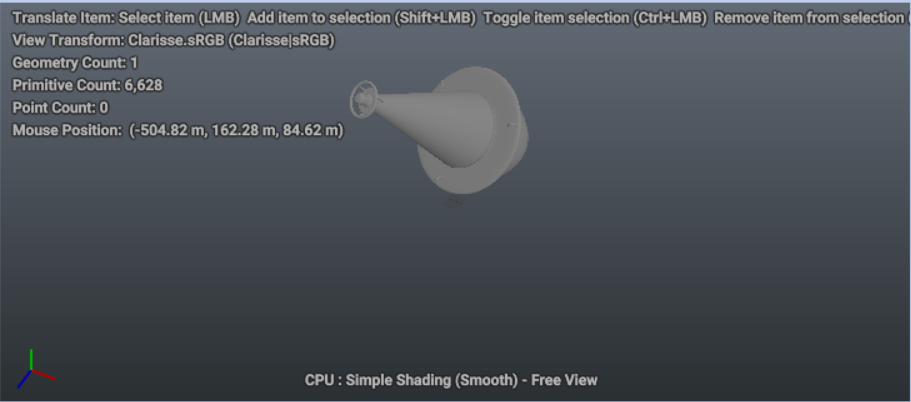 Translate Item: Select item (LMB)  Add item to selection (Shift+LMB)  Toggle item selection (Ctrl+LMB)  Remove item from selection (
View Transform: Clarisse.sRGB (Clarisse|sRGB)
Geometry Count: 1
Primitive Count: 6,628
Point Count: 0
Mouse Position:  (-504.82 m, 162.28 m, 84.62 m)
CPU : Simple Shading (Smooth) - Free View